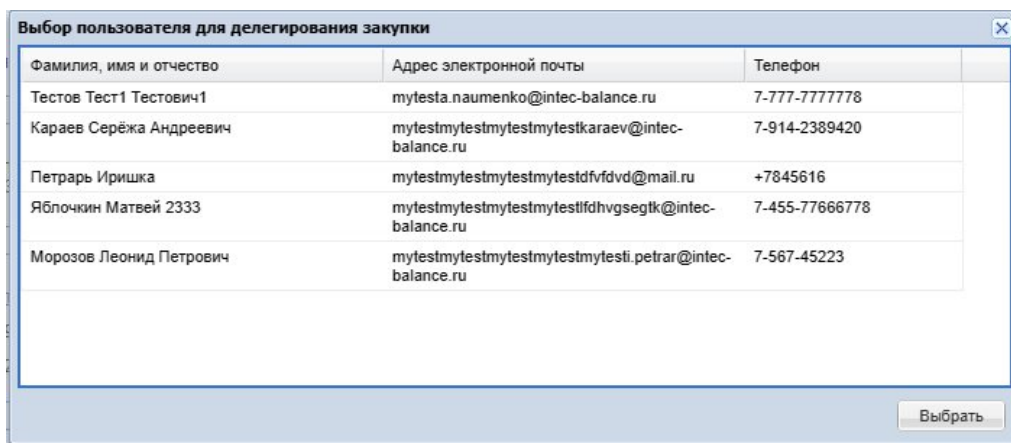 Выбор пользователя для делегирования закупки
Фамилия, имя и отчество Адрес электронной почты Телефон
Тестов Тест1 Тестович1 mytesta.naumenko@intec-balance.ru 7-777-7777778
Караев Серёжа Андреевич mytestmytestmytestmytestkaraev@intec- 7-914-2389420
balance.ru
Петрарь Иришка mytestmytestmytestmytestdfvfdvd@mail.ru +7845616
Яблочкин Матвей 2333 mytestmytestmytestmytestlfdhvgsegtk@intec- 7-455-77666778
balance.ru
Морозов Леонид Петрович mytestmytestmytestmytestmytesti.petrar@intec- 7-567-45223
balance.ru
Выбрать